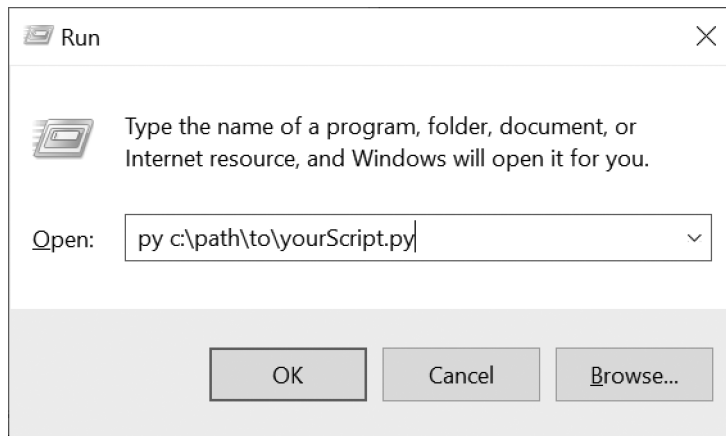 Run
Type the name of a program, folder, document, or
Internet resource, and Windows will open it for you.
Open: py c:\path\to\yourScript.py
OK Cancel Browse...